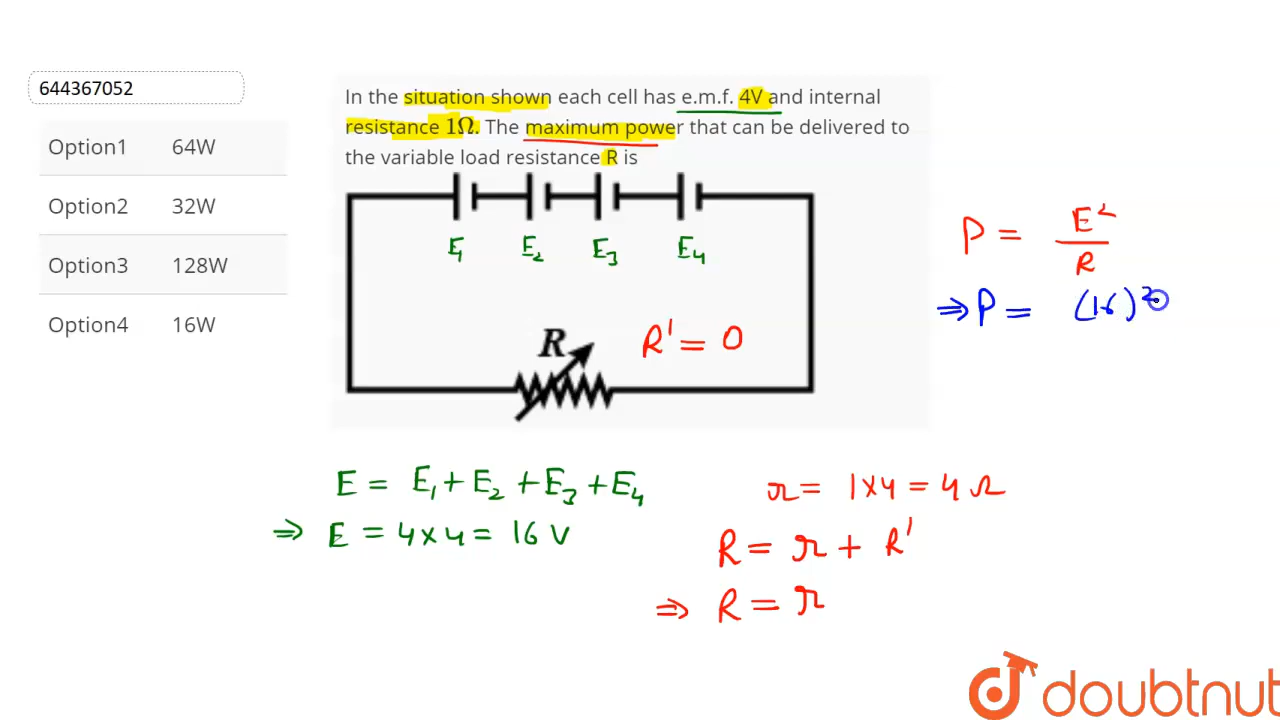 644367052
Option1 64W
Option2 32W
Option3 128W
Option4 16W
In the situation shown each cell has e.m.f. 4V and internal
resistance 1Ω. The maximum power that can be delivered to
the variable load resistance R is
E1 E2 E3 E4
R
R' = 0
P = E²/R
⇒ P = (16)²
E = E1 + E2 + E3 + E4
⇒ E = 4 × 4 = 16 V
r = 1 × 4 = 4 Ω
R = r + R'
⇒ R = r
doubtnut